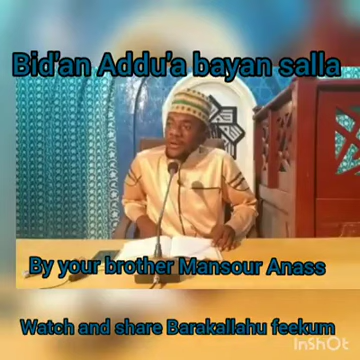 Bid'an Addu'a bayan salla
By your brother Mansour Anass
Watch and share Barakallahu feekum
InShOt